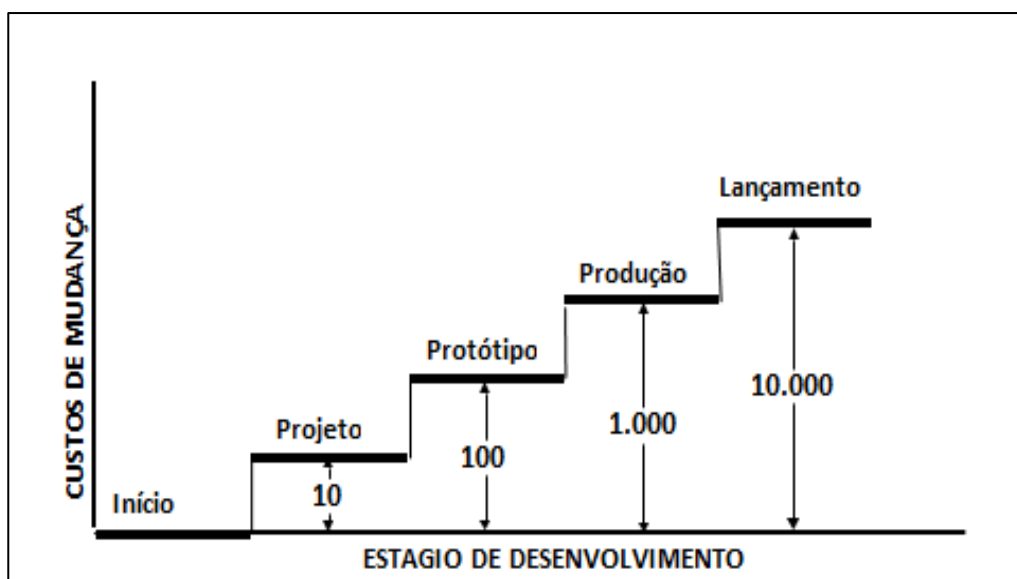 Lançamento
Produção
Protótipo
10.000
Projeto
1.000
100
10
Início
CUSTOS DE MUDANÇA
ESTAGIO DE DESENVOLVIMENTO